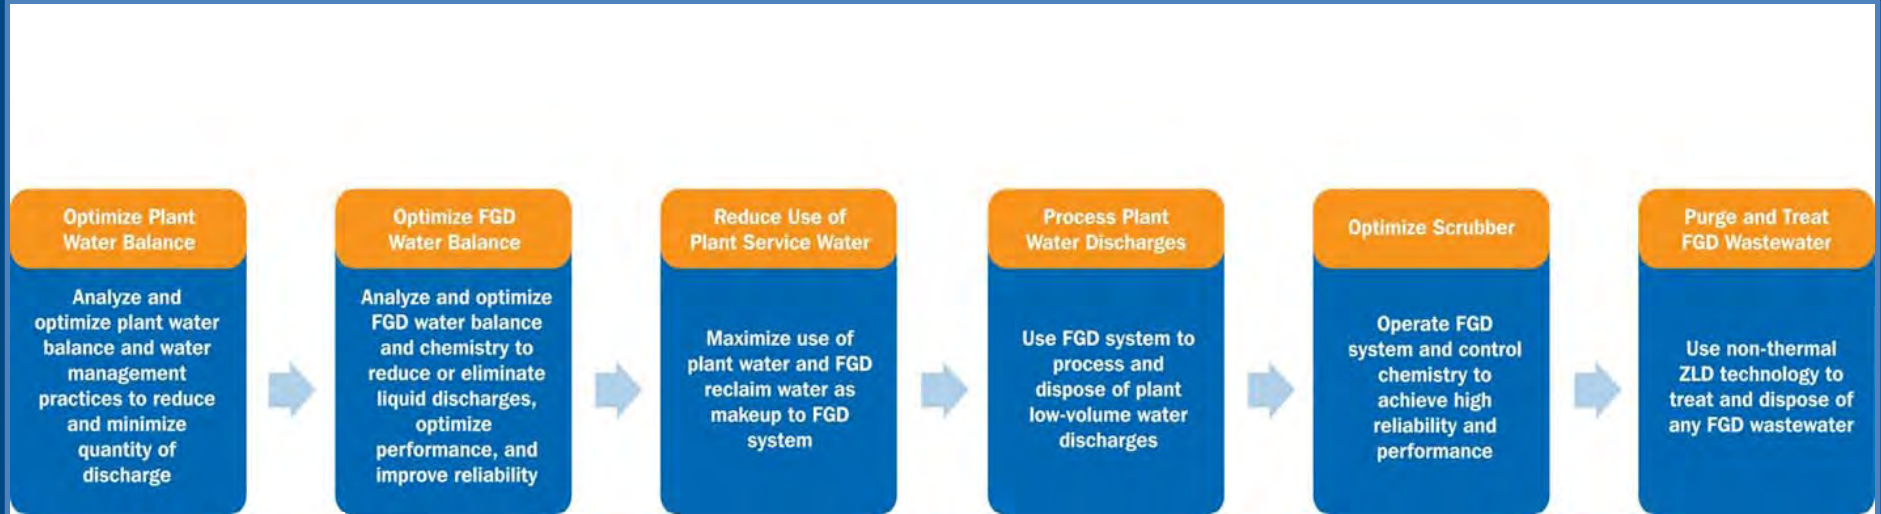 Optimize Plant
Water Balance
Analyze and
optimize plant water
balance and water
management
practices to reduce
and minimize
quantity of
discharge
Optimize FGD
Water Balance
Analyze and optimize
FGD water balance
and chemistry to
reduce or eliminate
liquid discharges,
optimize
performance, and
improve reliability
Reduce Use of
Plant Service Water
Maximize use of
plant water and FGD
reclaim water as
makeup to FGD
system
Process Plant
Water Discharges
Use FGD system to
process and
dispose of plant
low-volume water
discharges
Optimize Scrubber
Operate FGD
system and control
chemistry to
achieve high
reliability and
performance
Purge and Treat
FGD Wastewater
Use non-thermal
ZLD technology to
treat and dispose of
any FGD wastewater